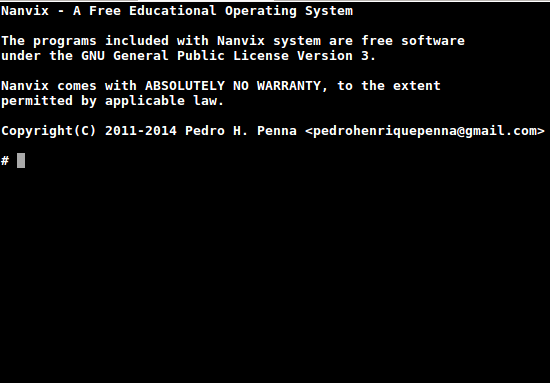 Nanvix - A Free Educational Operating System
The programs included with Nanvix system are free software
under the GNU General Public License Version 3.
Nanvix comes with ABSOLUTELY NO WARRANTY, to the extent
permitted by applicable law.
Copyright(C) 2011-2014 Pedro H. Penna <pedrohenriquepenna@gmail.com>
#